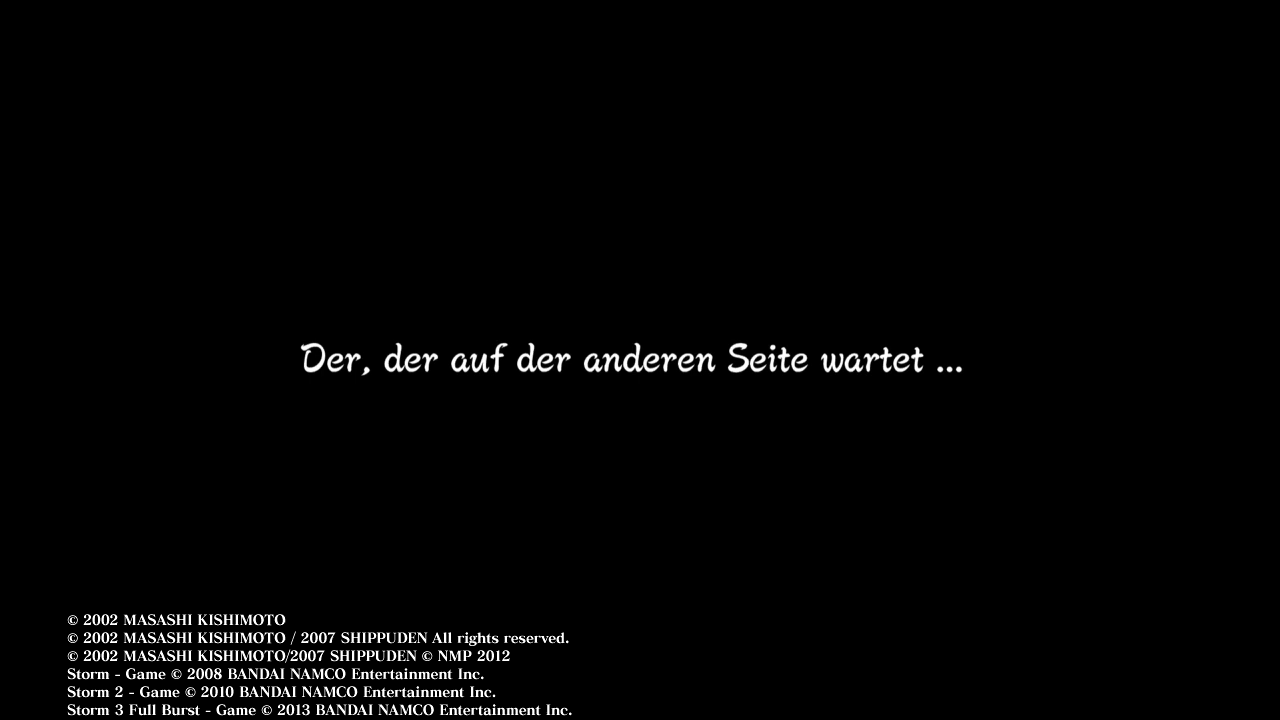 Der, der auf der anderen Seite wartet ...
© 2002 MASASHI KISHIMOTO
© 2002 MASASHI KISHIMOTO / 2007 SHIPPUDEN All rights reserved.
© 2002 MASASHI KISHIMOTO/2007 SHIPPUDEN © NMP 2012
Storm - Game © 2008 BANDAI NAMCO Entertainment Inc.
Storm 2 - Game © 2010 BANDAI NAMCO Entertainment Inc.
Storm 3 Full Burst - Game © 2013 BANDAI NAMCO Entertainment Inc.